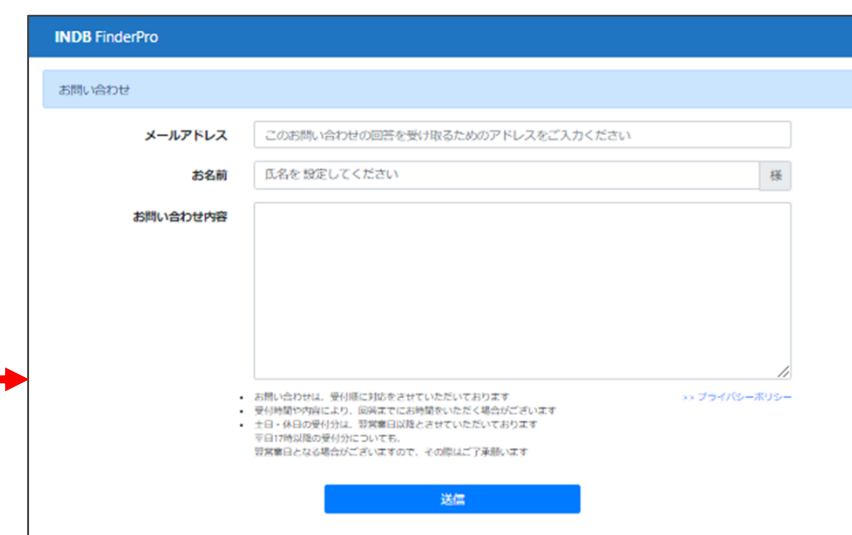 INDB FinderPro
お問い合わせ
メールアドレス
このお問い合わせの回答を受け取るためのアドレスをご入力ください
お名前
氏名を 設定してください
様
お問い合わせ内容
・ お問い合わせは、受付順に対応をさせていただいております
>> プライバシーポリシー
・ 受付時間や内容により、回答までにお時間をいただく場合がございます
・ 土日・休日の受付分は、翌営業日以降とさせていただいております
平日17時以降の受付分についても、
翌営業日となる場合がございますので、その際はご了承願います
送信